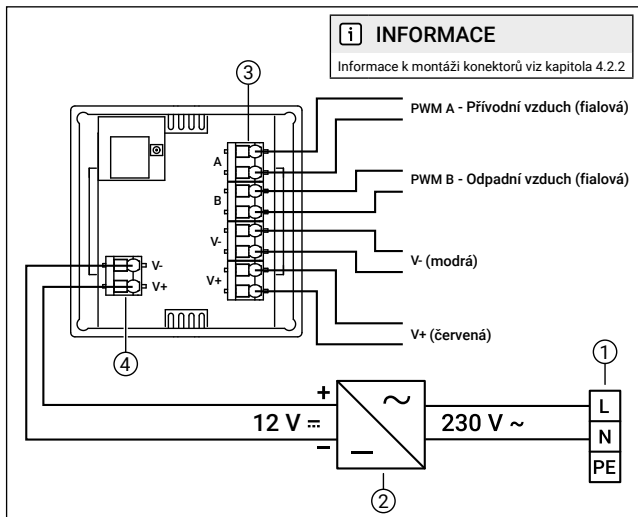 i INFORMACE
Informace k montáži konektorů viz kapitola 4.2.2
3
PWM A - Přívodní vzduch (fialová)
A
PWM B - Odpadní vzduch (fialová)
B
V-
V- (modrá)
V-
V+
V+
V+ (červená)
4
1
+
12 V ⎓
−
~
230 V ~
L
N
PE
2